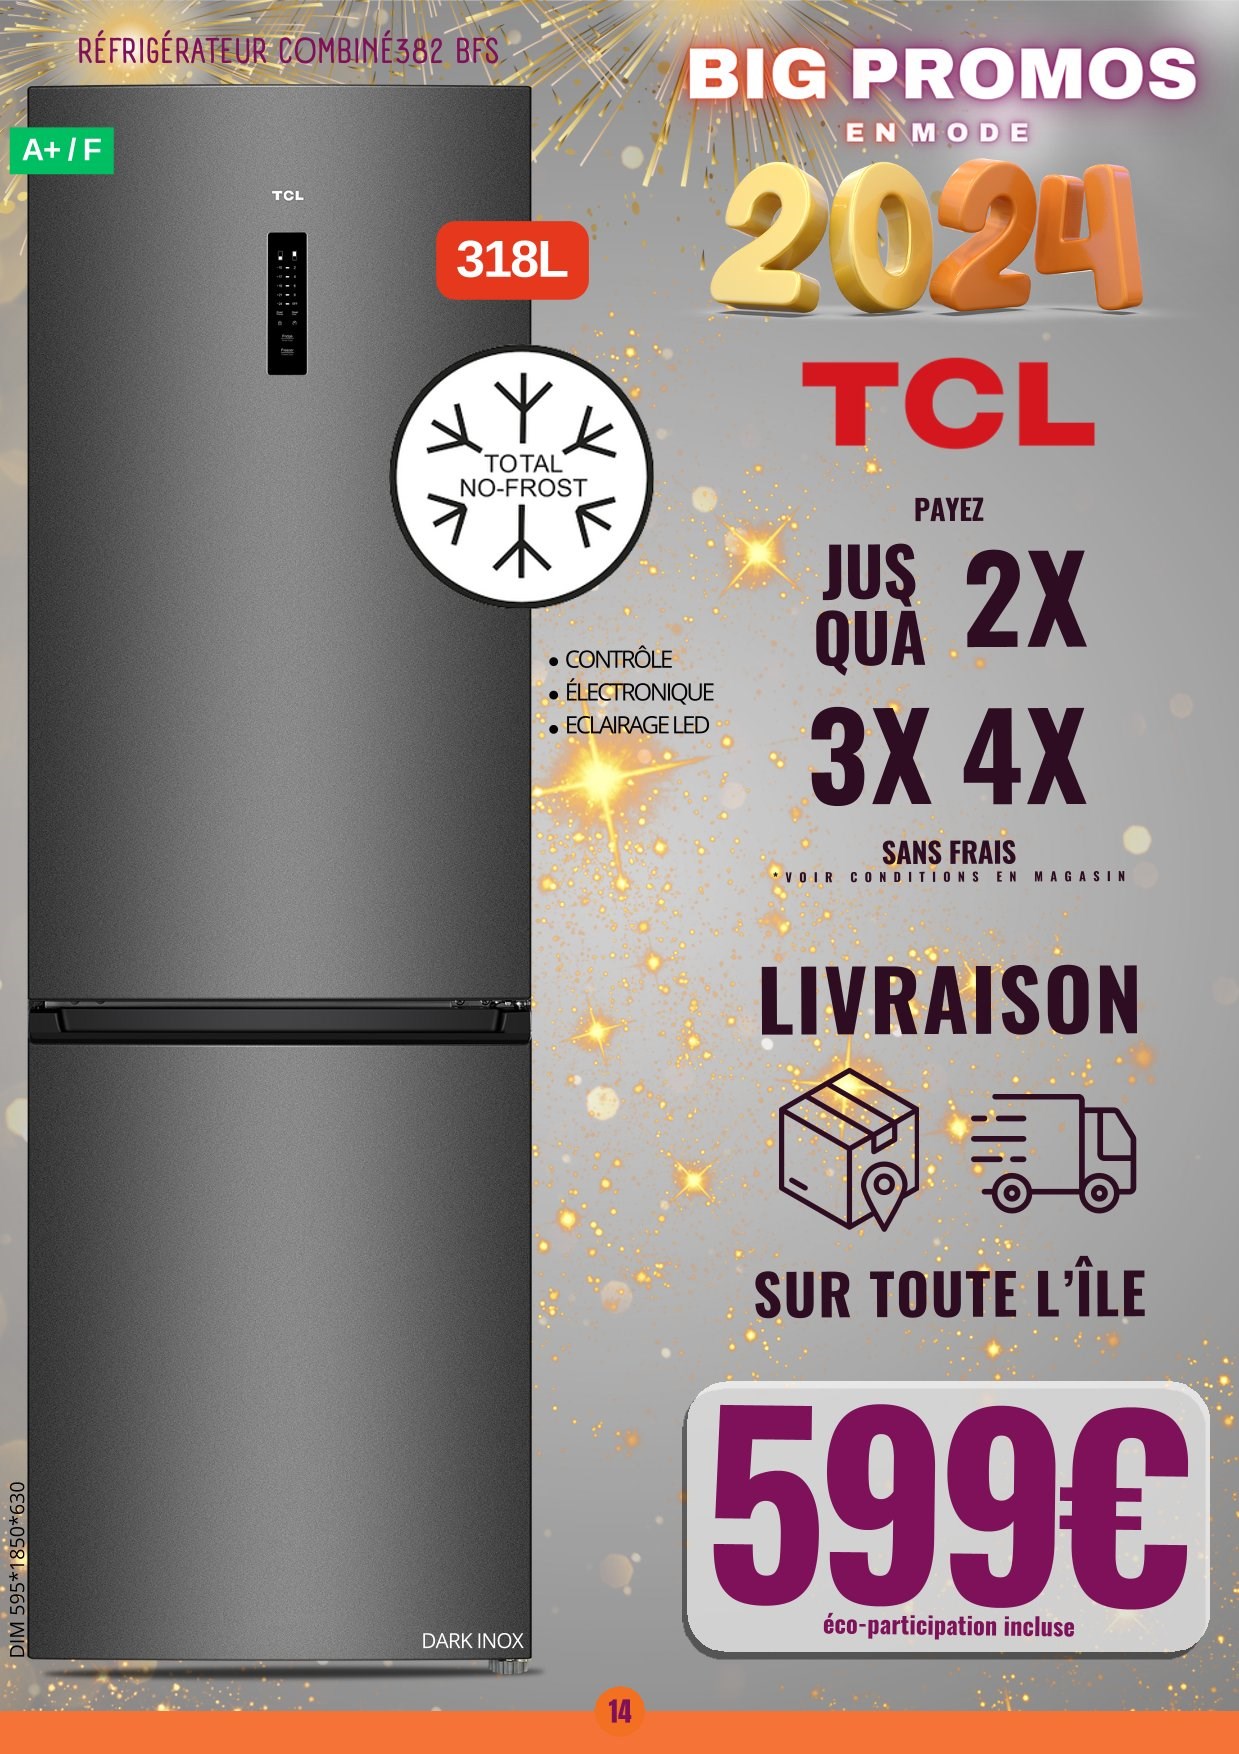 RÉFRIGÉRATEUR COMBINÉ382 BFS
A+ / F
TCL
318L
TOTAL
NO-FROST
• CONTRÔLE
• ÉLECTRONIQUE
• ECLAIRAGE LED
DARK INOX
DIM 595*1850*630
BIG PROMOS
EN MODE
2024
TCL
PAYEZ
JUS
QUÀ
2X
3X 4X
SANS FRAIS
*VOIR CONDITIONS EN MAGASIN
LIVRAISON
SUR TOUTE L'ÎLE
599€
éco-participation incluse
14